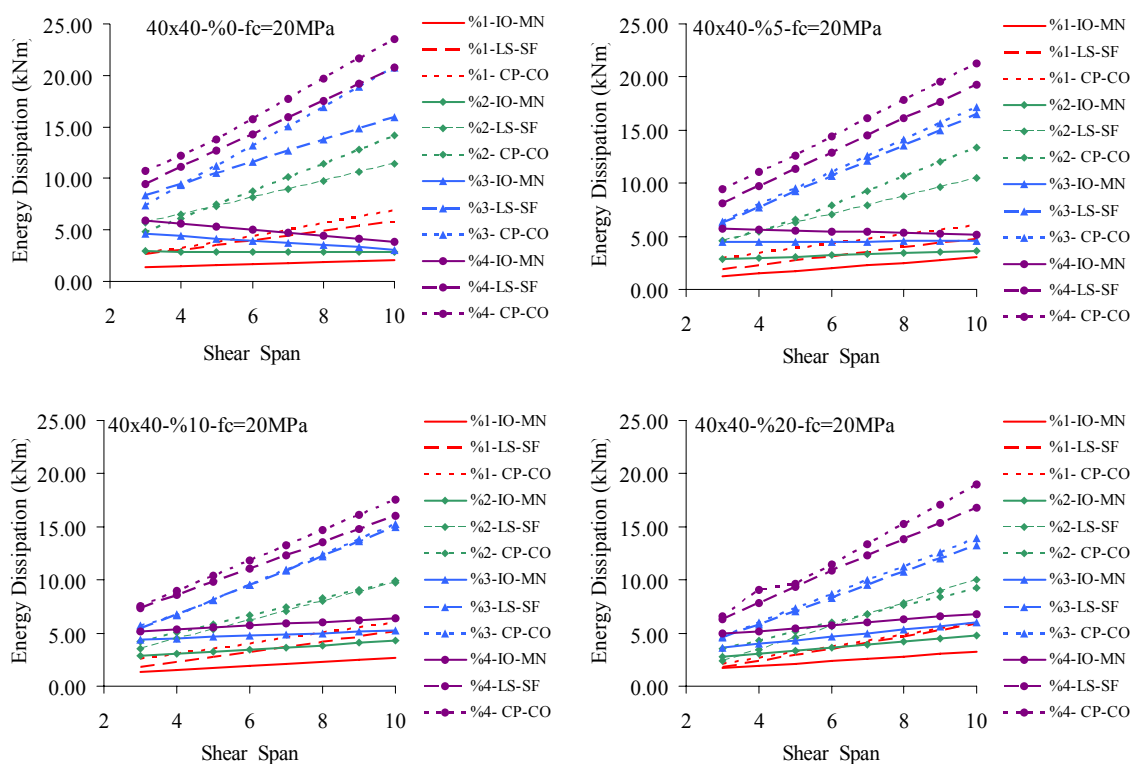 40x40-%0-fc=20MPa
Energy Dissipation (kNm)
25.00
20.00
15.00
10.00
5.00
0.00
2
4
6
8
10
Shear Span
%1-IO-MN
%1-LS-SF
%1- CP-CO
%2-IO-MN
%2-LS-SF
%2- CP-CO
%3-IO-MN
%3-LS-SF
%3- CP-CO
%4-IO-MN
%4-LS-SF
%4- CP-CO
40x40-%5-fc=20MPa
Energy Dissipation (kNm)
25.00
20.00
15.00
10.00
5.00
0.00
2
4
6
8
10
Shear Span
%1-IO-MN
%1-LS-SF
%1- CP-CO
%2-IO-MN
%2-LS-SF
%2- CP-CO
%3-IO-MN
%3-LS-SF
%3- CP-CO
%4-IO-MN
%4-LS-SF
%4- CP-CO
40x40-%10-fc=20MPa
Energy Dissipation (kNm)
25.00
20.00
15.00
10.00
5.00
0.00
2
4
6
8
10
Shear Span
%1-IO-MN
%1-LS-SF
%1- CP-CO
%2-IO-MN
%2-LS-SF
%2- CP-CO
%3-IO-MN
%3-LS-SF
%3- CP-CO
%4-IO-MN
%4-LS-SF
%4- CP-CO
40x40-%20-fc=20MPa
Energy Dissipation (kNm)
25.00
20.00
15.00
10.00
5.00
0.00
2
4
6
8
10
Shear Span
%1-IO-MN
%1-LS-SF
%1- CP-CO
%2-IO-MN
%2-LS-SF
%2- CP-CO
%3-IO-MN
%3-LS-SF
%3- CP-CO
%4-IO-MN
%4-LS-SF
%4- CP-CO